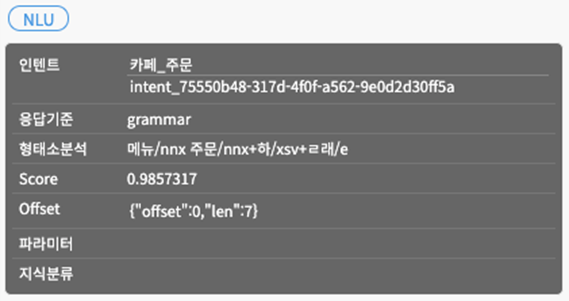 NLU
인텐트 카페_주문
intent_75550b48-317d-4f0f-a562-9e0d2d30ff5a
응답기준 grammar
형태소분석 메뉴/nnx 주문/nnx+하/xsv+ㄹ래/e
Score 0.9857317
Offset {"offset":0,"len":7}
파라미터
지식분류